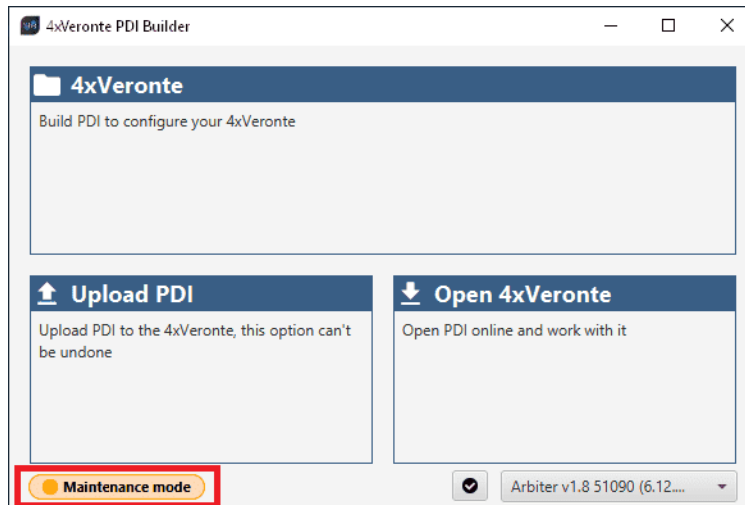 4xVeronte PDI Builder
4xVeronte
Build PDI to configure your 4xVeronte
Upload PDI
Upload PDI to the 4xVeronte, this option can't
be undone
Open 4xVeronte
Open PDI online and work with it
Maintenance mode
Arbiter v1.8 51090 (6.12....